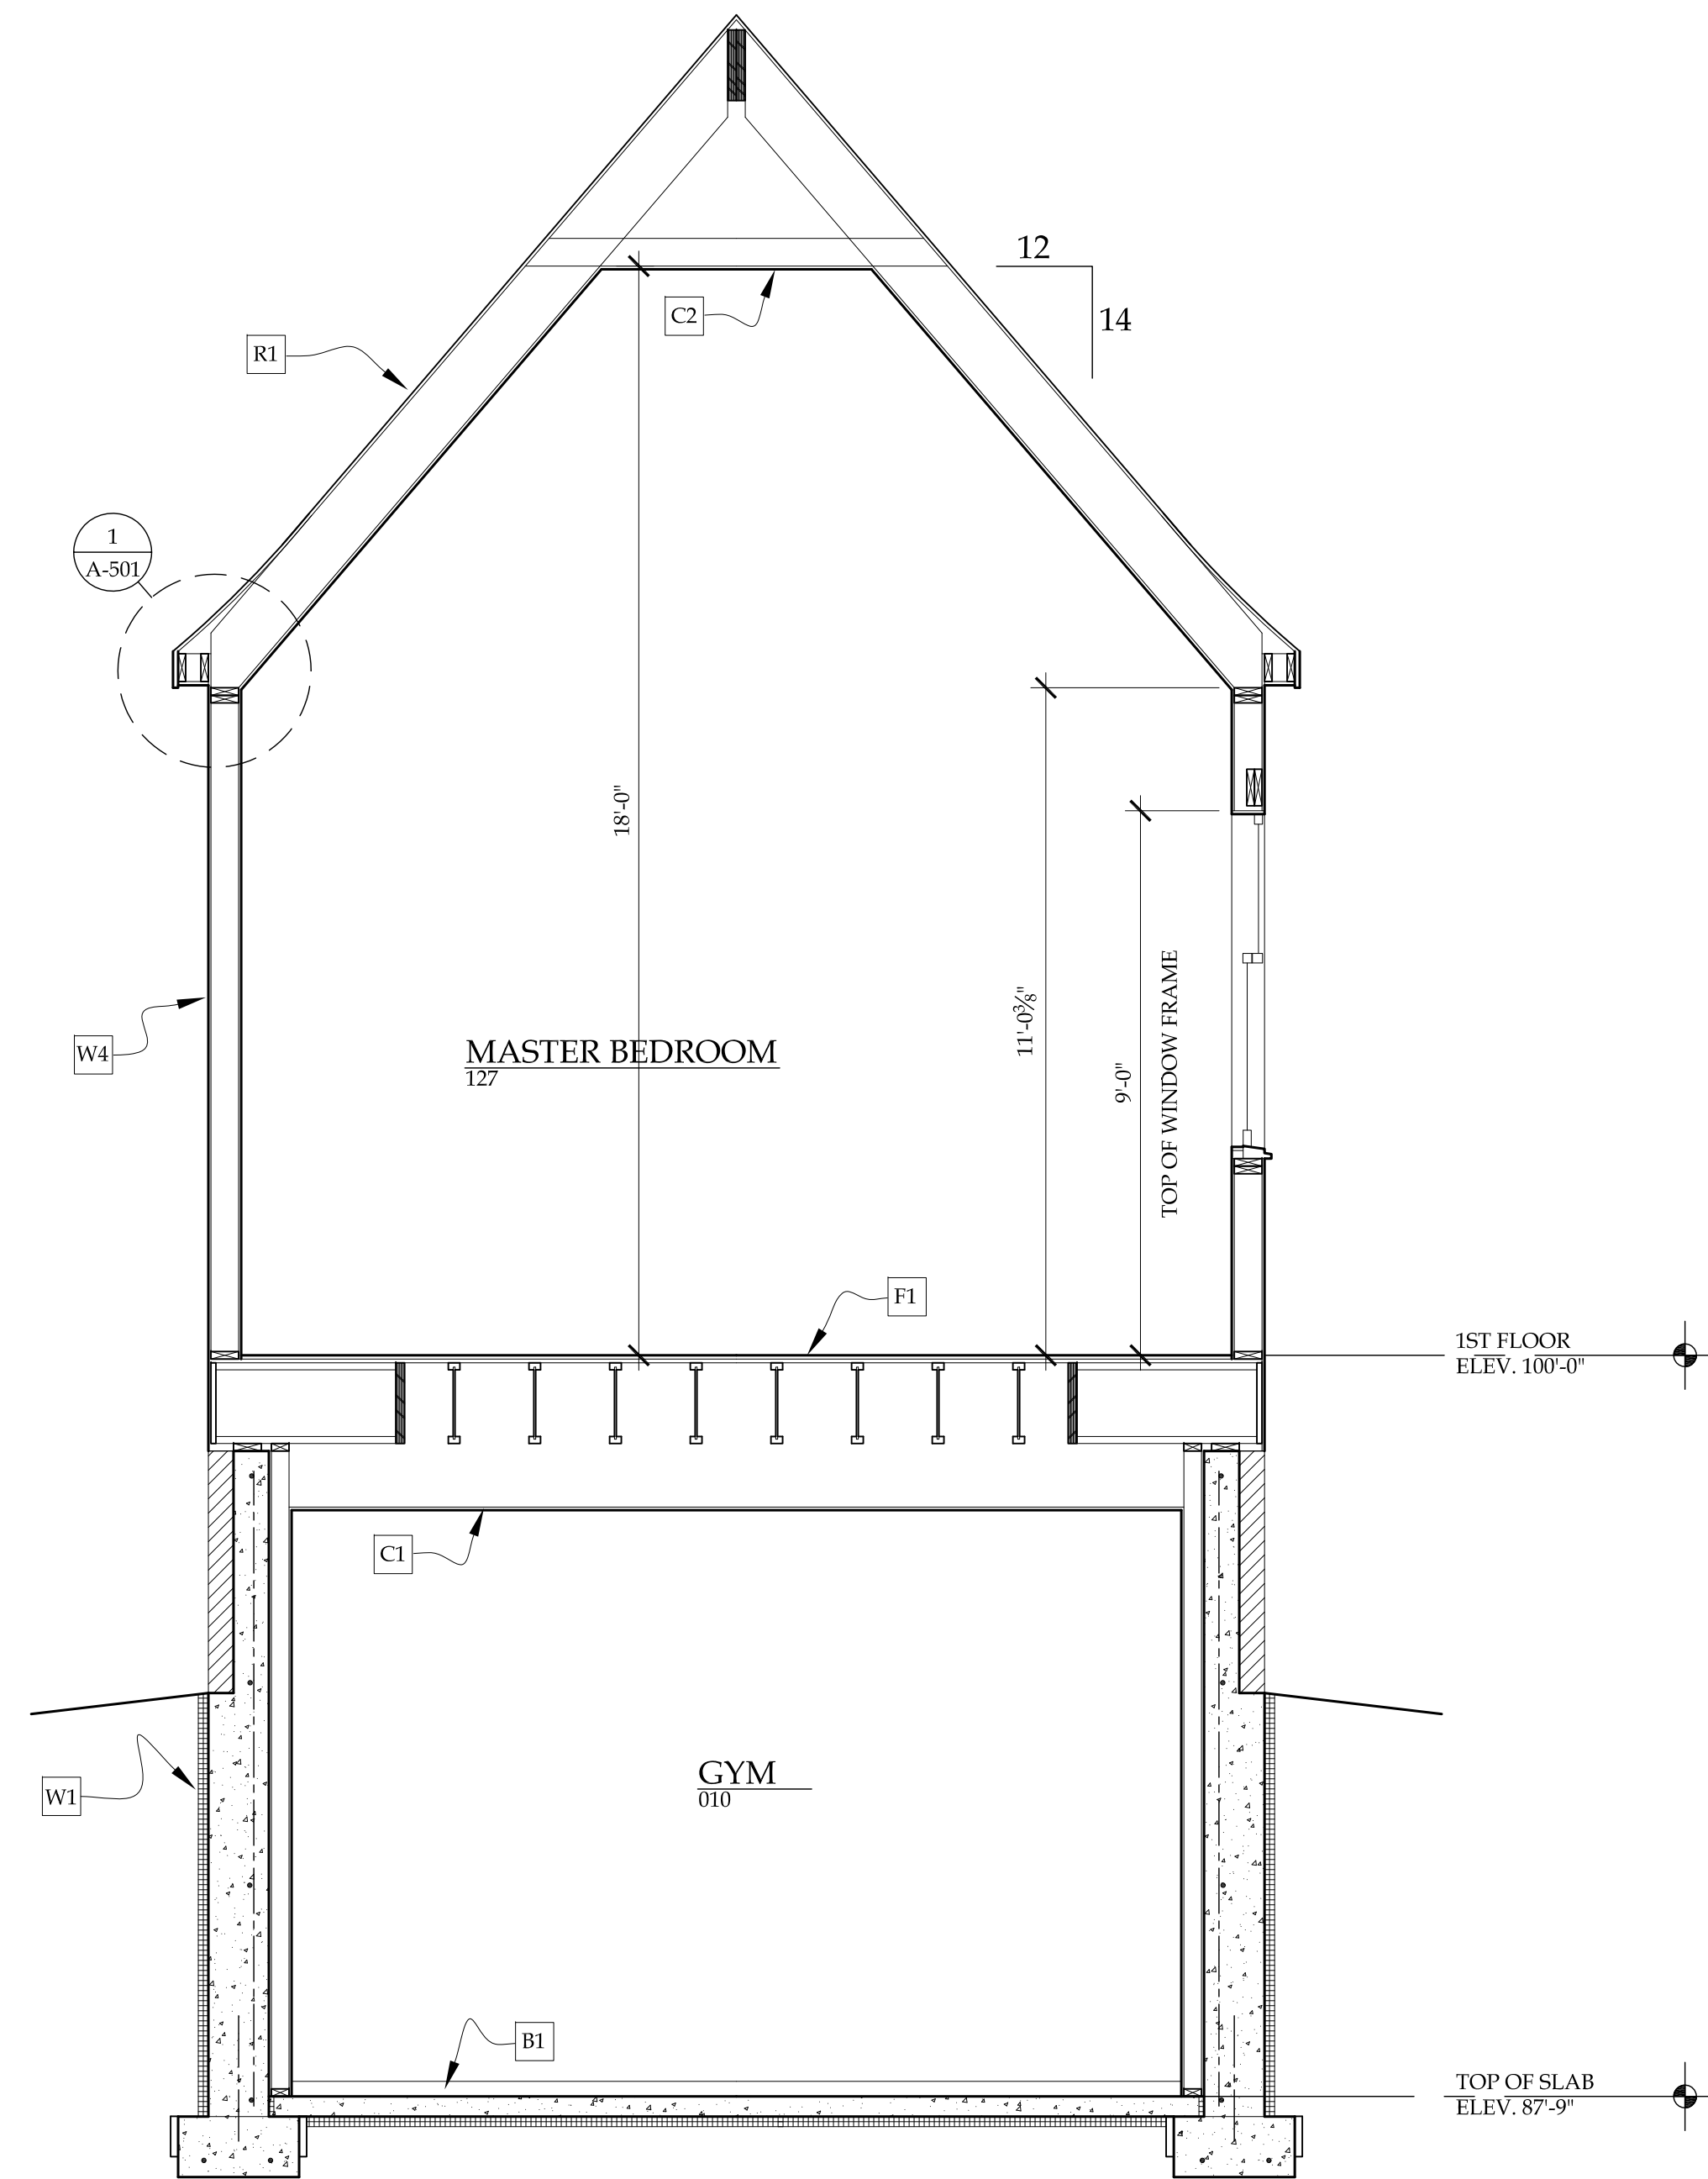 12
14
C2
R1
1
A-501
18'-0"
11'-0⅜"
9'-0"
TOP OF WINDOW FRAME
W4
MASTER BEDROOM
127
F1
1ST FLOOR
ELEV. 100'-0"
C1
GYM
010
W1
B1
TOP OF SLAB
ELEV. 87'-9"